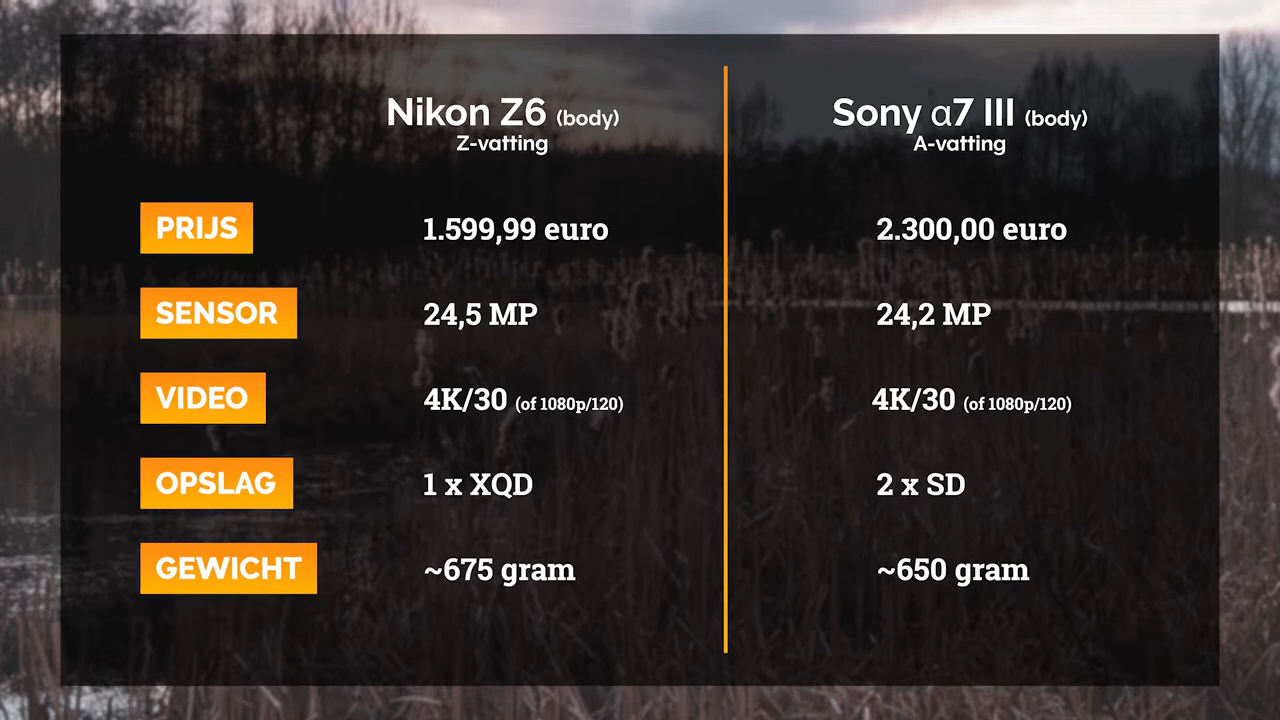 Nikon Z6 (body)
Z-vatting
Sony α7 III (body)
A-vatting
PRIJS 1.599,99 euro 2.300,00 euro
SENSOR 24,5 MP 24,2 MP
VIDEO 4K/30 (of 1080p/120) 4K/30 (of 1080p/120)
OPSLAG 1 x XQD 2 x SD
GEWICHT ~675 gram ~650 gram